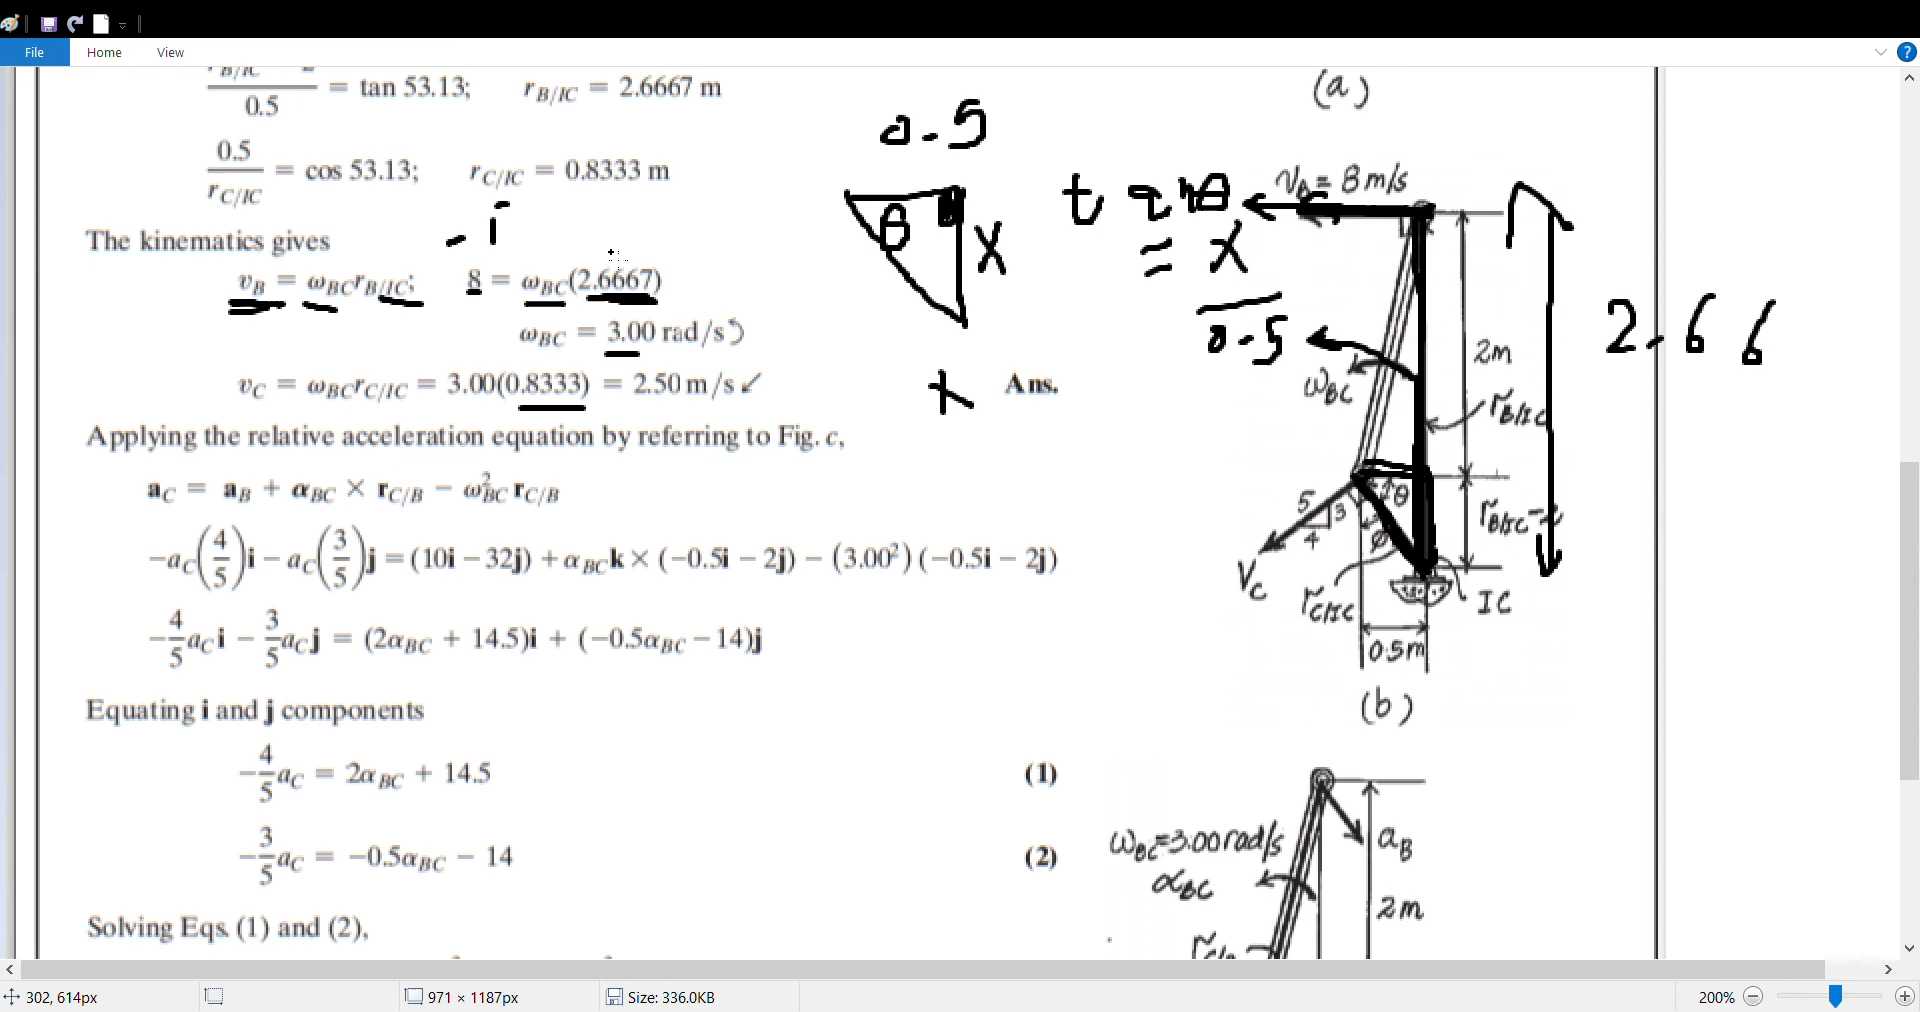 File Home View
0.5 = tan 53.13; r_B/IC = 2.6667 m
0.5 / r_C/IC = cos 53.13; r_C/IC = 0.8333 m
The kinematics gives
- i
v_B = ω_BC r_B/IC; 8 = ω_BC(2.6667)
ω_BC = 3.00 rad/s
v_C = ω_BC r_C/IC = 3.00(0.8333) = 2.50 m/s ↙ Ans.
Applying the relative acceleration equation by referring to Fig. c,
a_C = a_B + α_BC × r_C/B − ω²_BC r_C/B
−a_C(4/5)i − a_C(3/5)j = (10i − 32j) + α_BC k × (−0.5i − 2j) − (3.00²)(−0.5i − 2j)
−4/5 a_C i − 3/5 a_C j = (2α_BC + 14.5)i + (−0.5α_BC − 14)j
Equating i and j components
−4/5 a_C = 2α_BC + 14.5 (1)
−3/5 a_C = −0.5α_BC − 14 (2)
Solving Eqs. (1) and (2),
0.5
θ
X
tan θ
= X
0.5
(a)
v_B = 8 m/s
2m
2.66
ω_BC
r_B/IC
5
3
4
θ
φ
r_B/IC − 2
V_C
r_C/IC
IC
0.5m
(b)
ω_BC = 3.00 rad/s
a_B
α_BC
2m
302, 614px 971 × 1187px Size: 336.0KB 200%